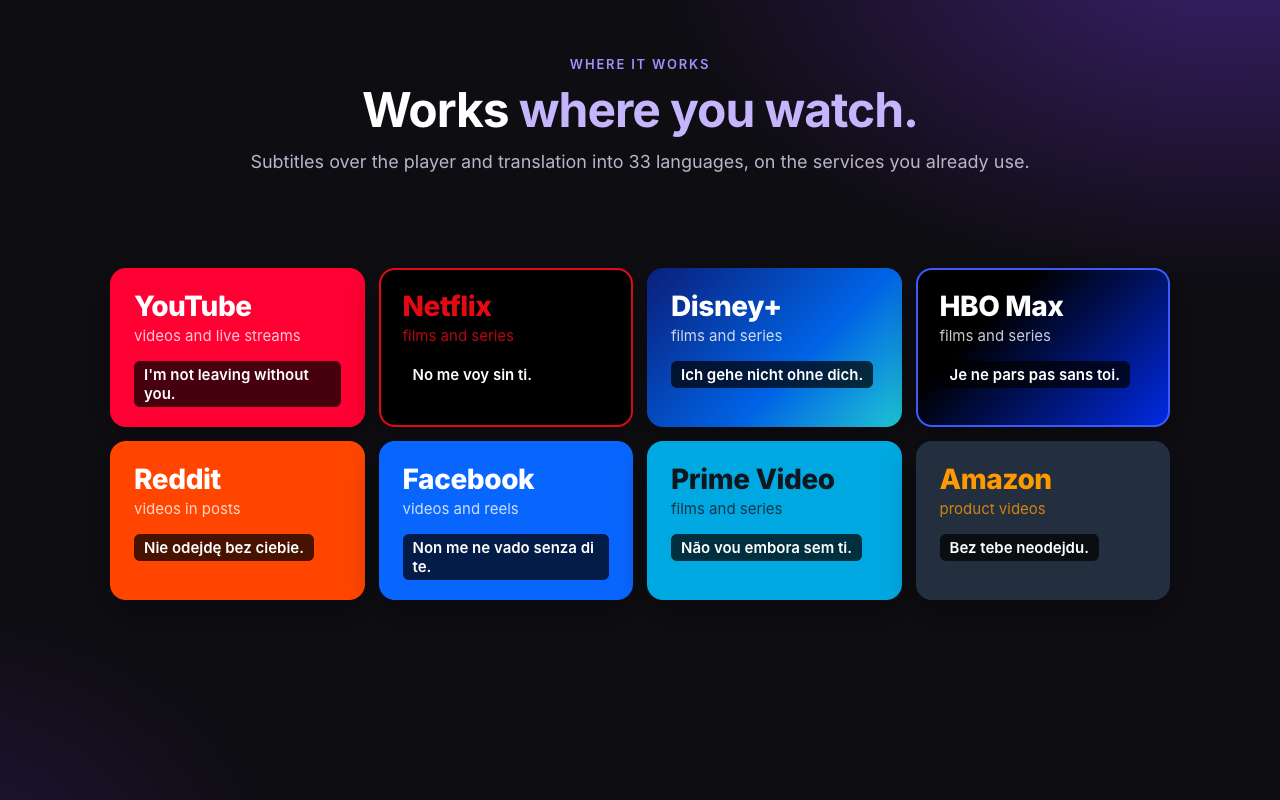 WHERE IT WORKS
Works where you watch.
Subtitles over the player and translation into 33 languages, on the services you already use.
YouTube
videos and live streams
I'm not leaving without
you.
Netflix
films and series
No me voy sin ti.
Disney+
films and series
Ich gehe nicht ohne dich.
HBO Max
films and series
Je ne pars pas sans toi.
Reddit
videos in posts
Nie odejdę bez ciebie.
Facebook
videos and reels
Non me ne vado senza di
te.
Prime Video
films and series
Não vou embora sem ti.
Amazon
product videos
Bez tebe neodejdu.